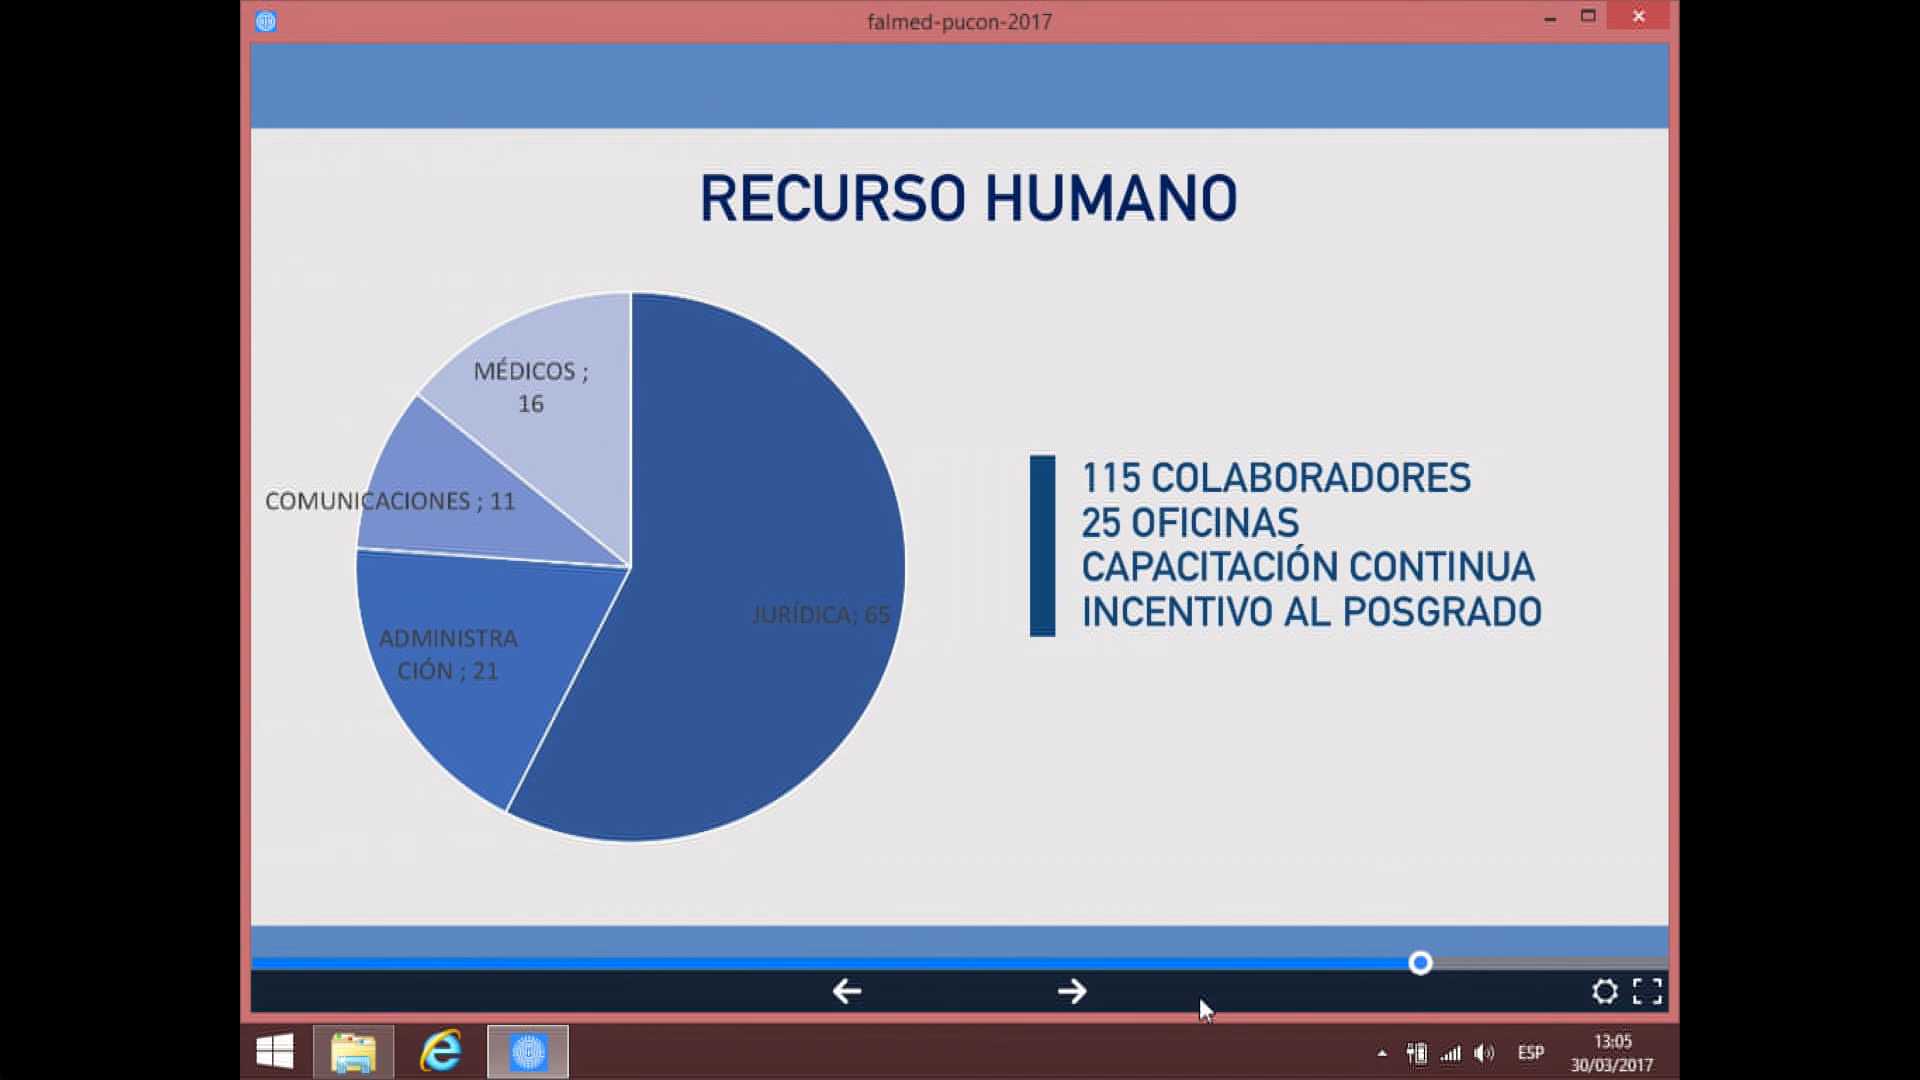 falmed-pucon-2017
RECURSO HUMANO
MÉDICOS ;
16
COMUNICACIONES ; 11
JURÍDICA; 65
ADMINISTRA
CIÓN ; 21
115 COLABORADORES
25 OFICINAS
CAPACITACIÓN CONTINUA
INCENTIVO AL POSGRADO
ESP
13:05
30/03/2017